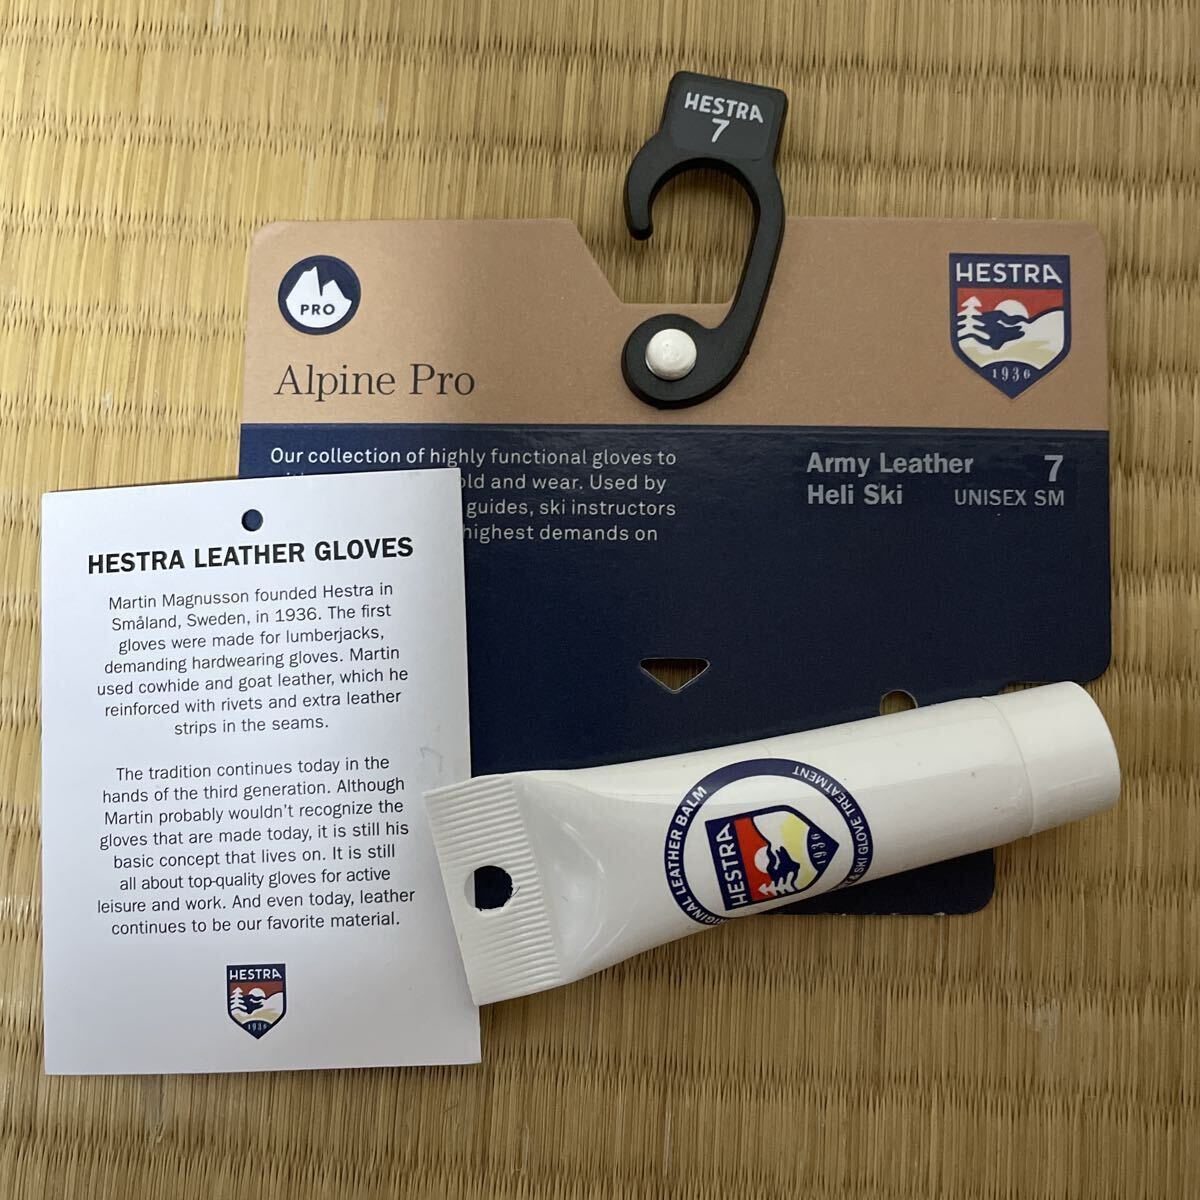 HESTRA
7
PRO
Alpine Pro
HESTRA
1936
Our collection of highly functional gloves to
old and wear. Used by
guides, ski instructors
highest demands on
Army Leather
Heli Ski
7
UNISEX SM
HESTRA LEATHER GLOVES
Martin Magnusson founded Hestra in
Småland, Sweden, in 1936. The first
gloves were made for lumberjacks,
demanding hardwearing gloves. Martin
used cowhide and goat leather, which he
reinforced with rivets and extra leather
strips in the seams.
The tradition continues today in the
hands of the third generation. Although
Martin probably wouldn't recognize the
gloves that are made today, it is still his
basic concept that lives on. It is still
all about top-quality gloves for active
leisure and work. And even today, leather
continues to be our favorite material.
HESTRA
1936
ORIGINAL LEATHER BALM
& SKI GLOVE TREATMENT
HESTRA
1936